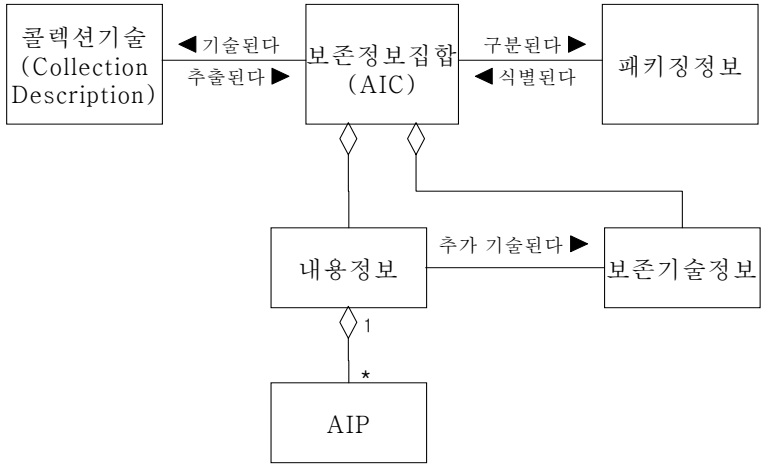 콜렉션기술
(Collection
Description)
◀ 기술된다
추출된다 ▶
보존정보집합
(AIC)
구분된다 ▶
◀ 식별된다
패키징정보
내용정보
추가 기술된다 ▶
보존기술정보
1
*
AIP